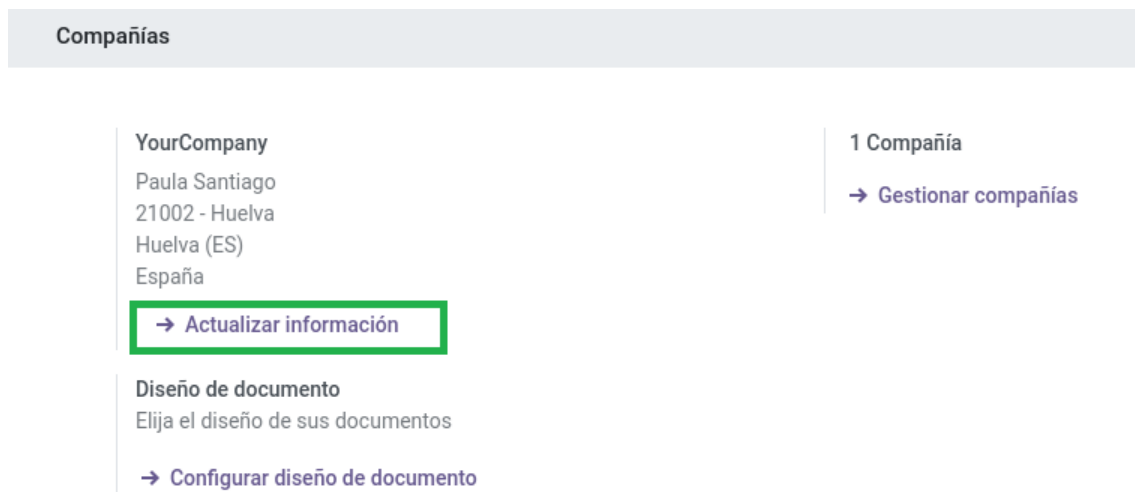 Compañías
YourCompany
Paula Santiago
21002 - Huelva
Huelva (ES)
España
→ Actualizar información
Diseño de documento
Elija el diseño de sus documentos
→ Configurar diseño de documento
1 Compañía
→ Gestionar compañías